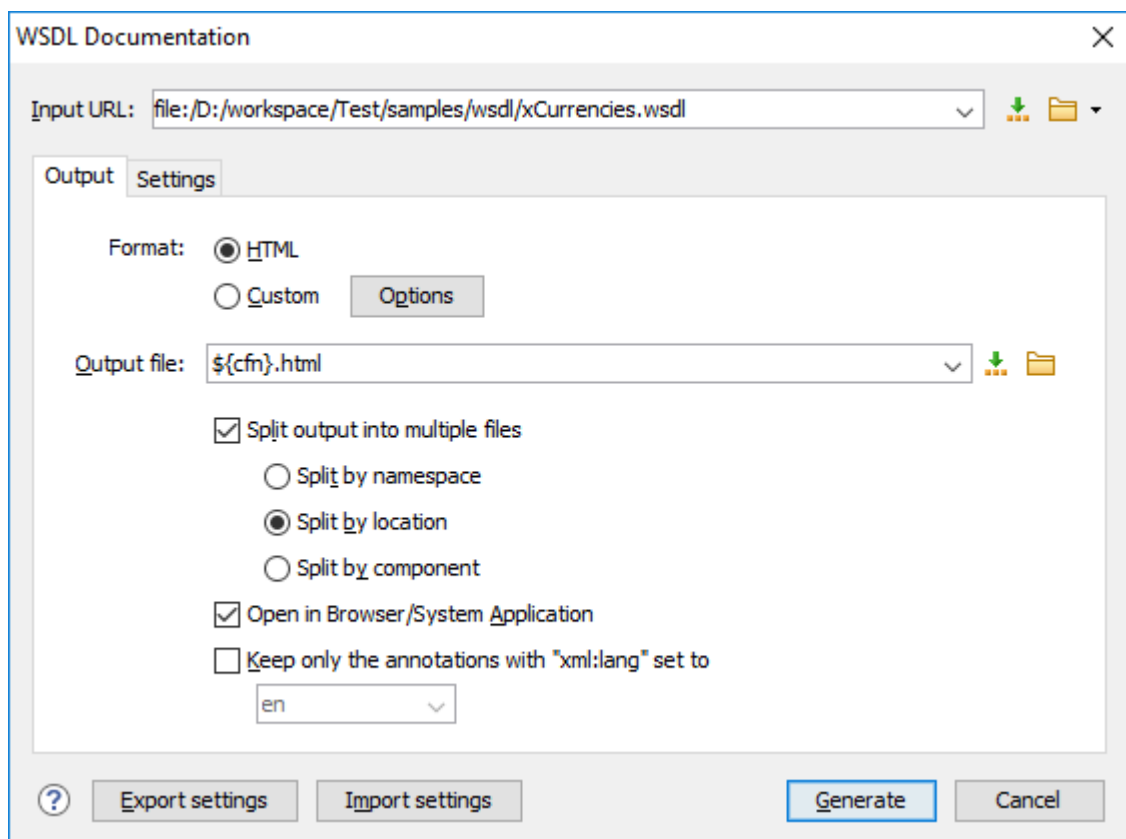 WSDL Documentation
Input URL: file:/D:/workspace/Test/samples/wsdl/xCurrencies.wsdl
Output Settings
Format: HTML
Custom Options
Output file: ${cfn}.html
Split output into multiple files
Split by namespace
Split by location
Split by component
Open in Browser/System Application
Keep only the annotations with "xml:lang" set to
en
? Export settings Import settings Generate Cancel